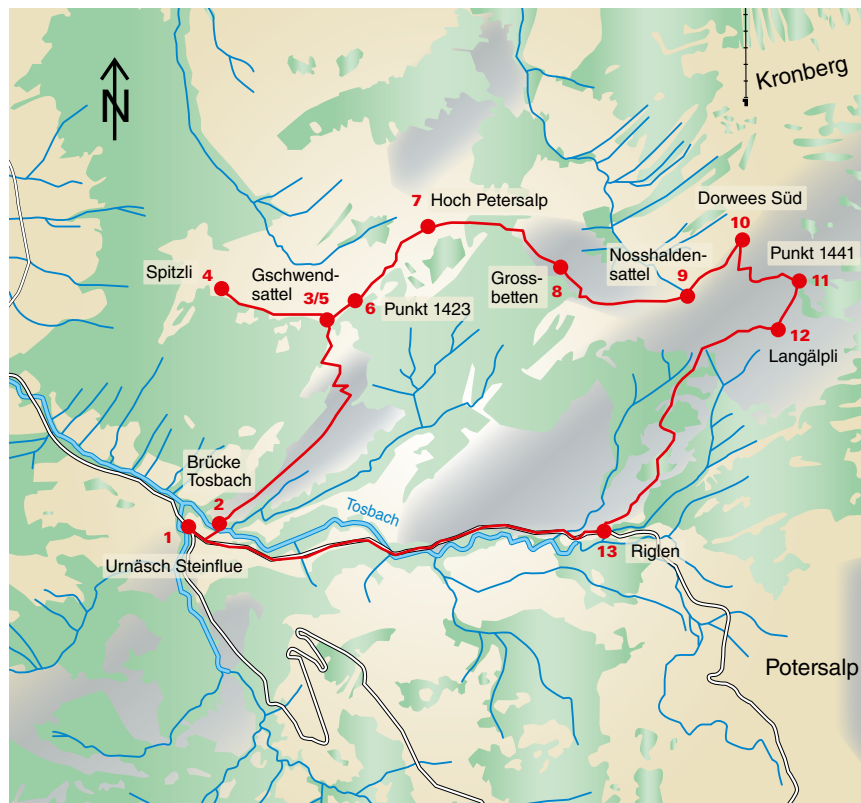 N
Kronberg
7 Hoch Petersalp
Dorwees Süd
10
Spitzli 4
Gschwend-
sattel
3/5
6 Punkt 1423
Gross-
betten
8
Nosshalden-
sattel
9
Punkt 1441
11
12
Langälpli
Brücke
Tosbach
2
1
Urnäsch Steinflue
Tosbach
13 Riglen
Potersalp